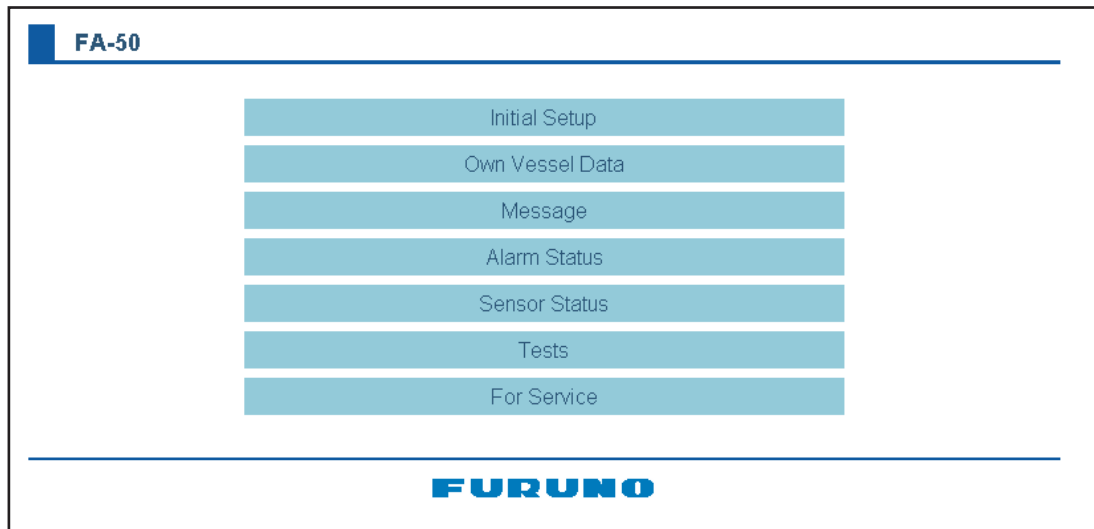 FA-50
Initial Setup
Own Vessel Data
Message
Alarm Status
Sensor Status
Tests
For Service
FURUNO